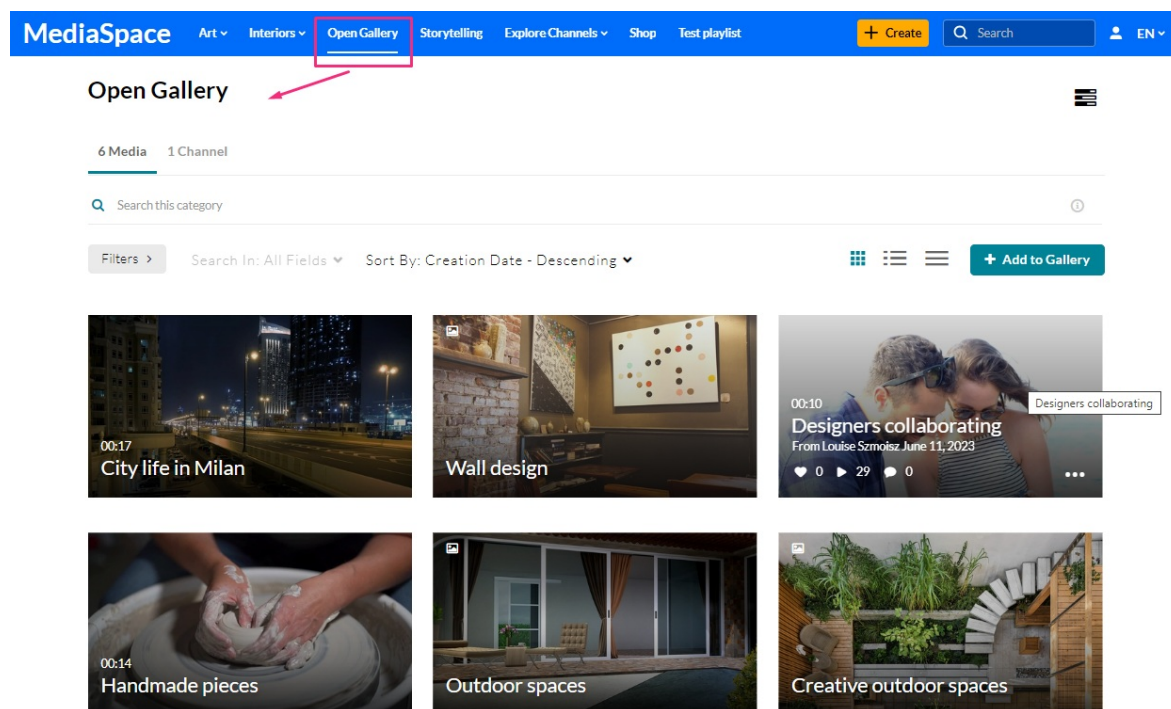 MediaSpace Art Interiors Open Gallery Storytelling Explore Channels Shop Test playlist + Create Search EN
Open Gallery
6 Media 1 Channel
Search this category
Filters > Search In: All Fields Sort By: Creation Date - Descending + Add to Gallery
00:17
City life in Milan
Wall design
00:10
Designers collaborating
From Louise Szmoisz June 11, 2023
0 29 0
Designers collaborating
00:14
Handmade pieces
Outdoor spaces
Creative outdoor spaces